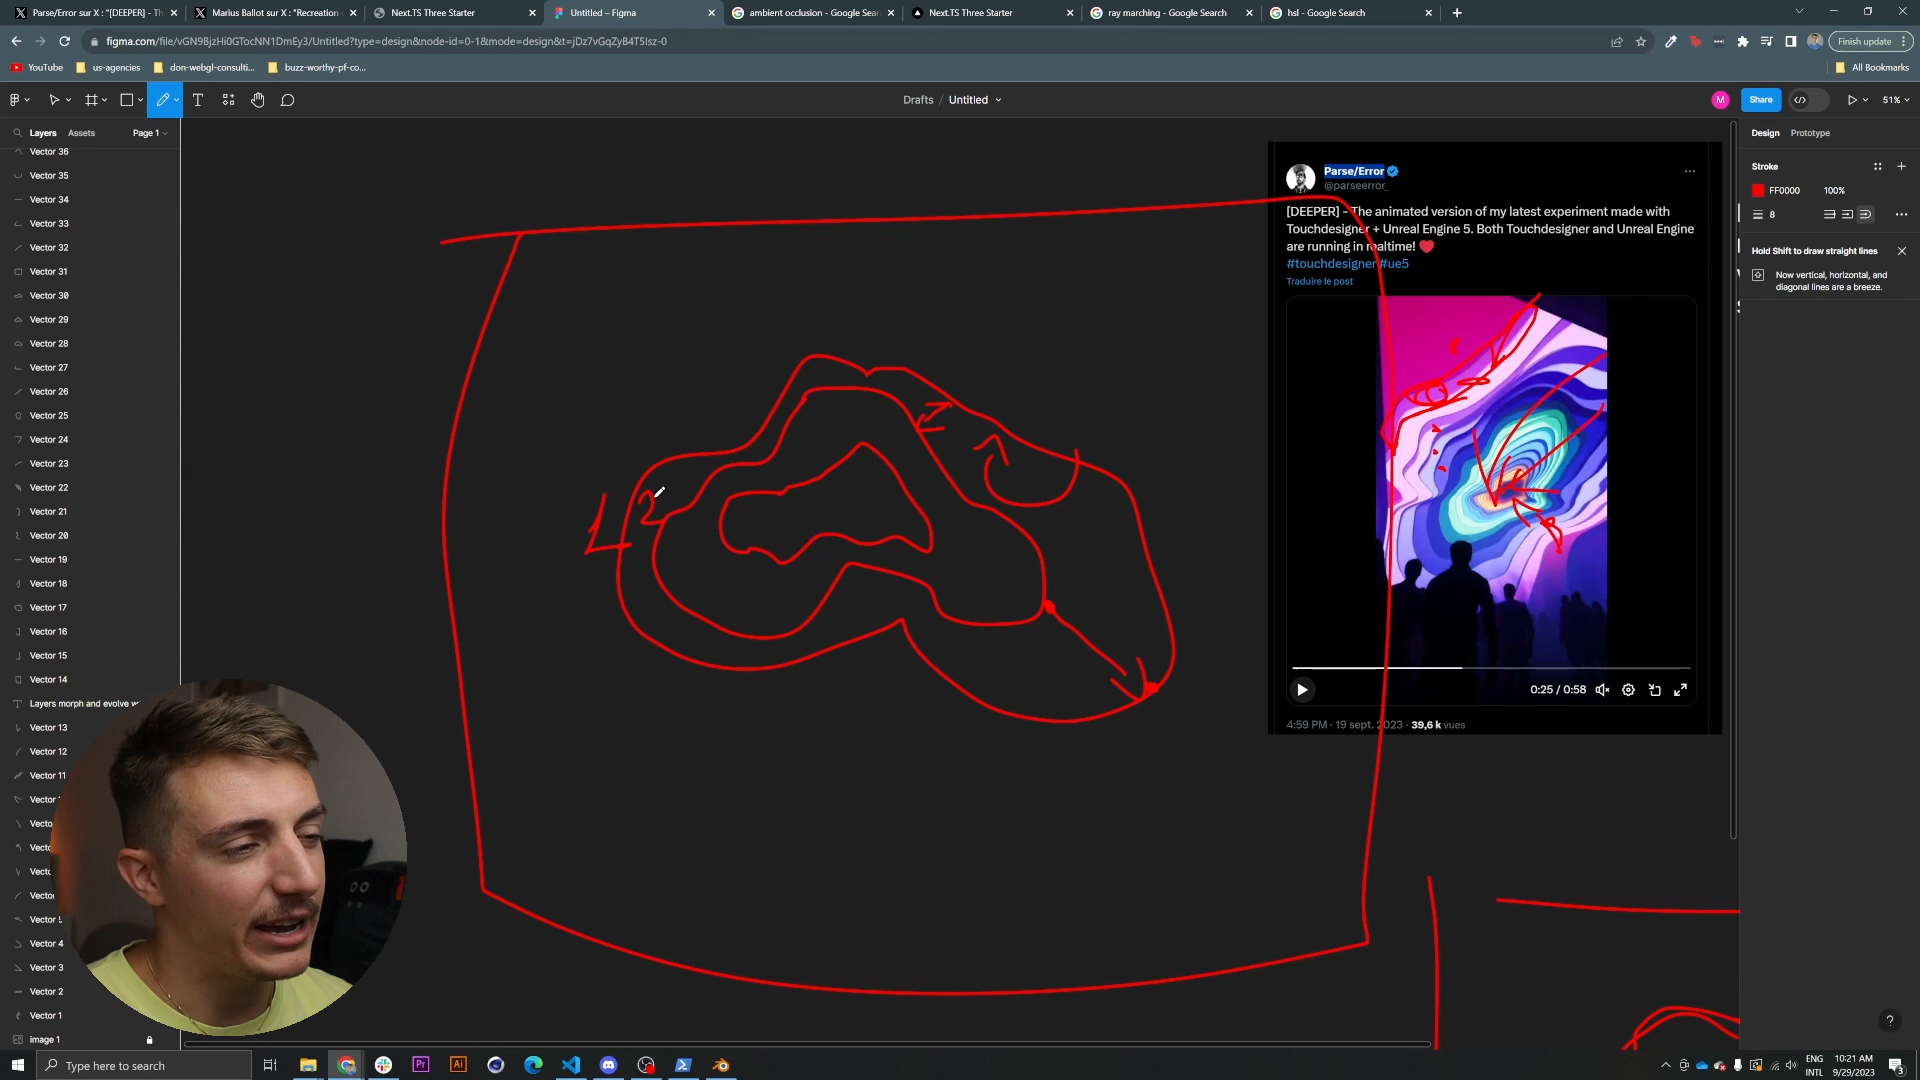 Parse/Error sur X : "[DEEPER] - Th
Marius Ballot sur X : "Recreation
Next.TS Three Starter
Untitled – Figma
ambient occlusion - Google Sear
Next.TS Three Starter
ray marching - Google Search
hsl - Google Search
figma.com/file/vGN9BjzHi0GTocNN1DmEy3/Untitled?type=design&node-id=0-1&mode=design&t=jDz7vGqZyB4T5Isz-0
Finish update
YouTube
us-agencies
don-webgl-consulti...
buzz-worthy-pf-co...
All Bookmarks
Drafts / Untitled
M
Share
51%
Layers
Assets
Page 1
Design
Prototype
Vector 36
Vector 35
Vector 34
Vector 33
Vector 32
Vector 31
Vector 30
Vector 29
Vector 28
Vector 27
Vector 26
Vector 25
Vector 24
Vector 23
Vector 22
Vector 21
Vector 20
Vector 19
Vector 18
Vector 17
Vector 16
Vector 15
Vector 14
Layers morph and evolve w
Vector 13
Vector 12
Vector 11
Vector 4
Vector 3
Vector 2
Vector 1
image 1
Stroke
FF0000
100%
8
Hold Shift to draw straight lines
Now vertical, horizontal, and
diagonal lines are a breeze.
Parse/Error
@parseerror_
[DEEPER] - The animated version of my latest experiment made with
Touchdesigner + Unreal Engine 5. Both Touchdesigner and Unreal Engine
are running in realtime!
#touchdesigner #ue5
Traduire le post
0:25 / 0:58
4:59 PM · 19 sept. 2023 · 39,6 k vues
1
2
?
Type here to search
ENG
INTL
10:21 AM
9/29/2023
3